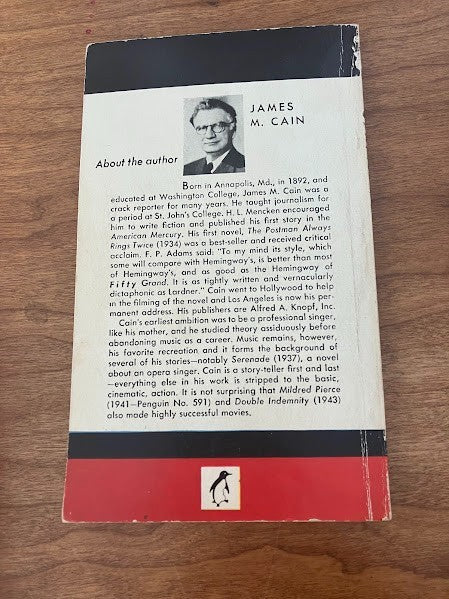 JAMES
M. CAIN
About the author
Born in Annapolis, Md., in 1892, and
educated at Washington College, James M. Cain was a
crack reporter for many years. He taught journalism for
a period at St. John's College. H. L. Mencken encouraged
him to write fiction and published his first story in the
American Mercury. His first novel, The Postman Always
Rings Twice (1934) was a best-seller and received critical
acclaim. F. P. Adams said: "To my mind its style, which
some will compare with Hemingway's, is better than most
of Hemingway's, and as good as the Hemingway of
Fifty Grand. It is as tightly written and vernacularly
dictaphonic as Lardner." Cain went to Hollywood to help
in the filming of the novel and Los Angeles is now his per-
manent address. His publishers are Alfred A. Knopf, Inc.
Cain's earliest ambition was to be a professional singer,
like his mother, and he studied theory assiduously before
abandoning music as a career. Music remains, however,
his favorite recreation and it forms the background of
several of his stories—notably Serenade (1937), a novel
about an opera singer. Cain is a story-teller first and last
—everything else in his work is stripped to the basic,
cinematic, action. It is not surprising that Mildred Pierce
(1941—Penguin No. 591) and Double Indemnity (1943)
also made highly successful movies.